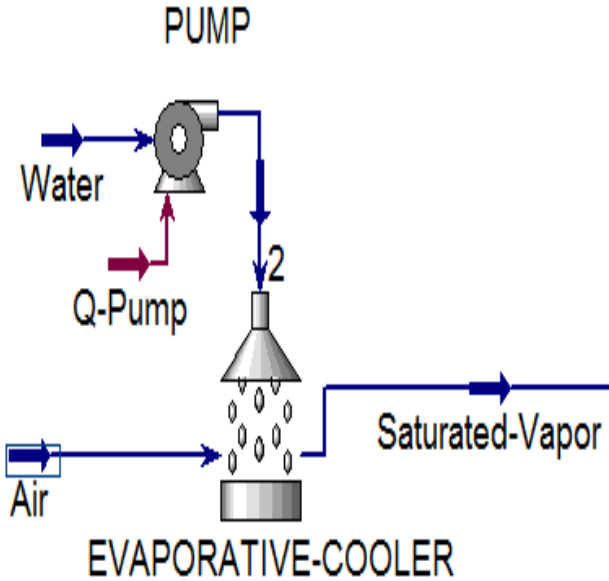 PUMP
Water
2
Q-Pump
Saturated-Vapor
Air
EVAPORATIVE-COOLER